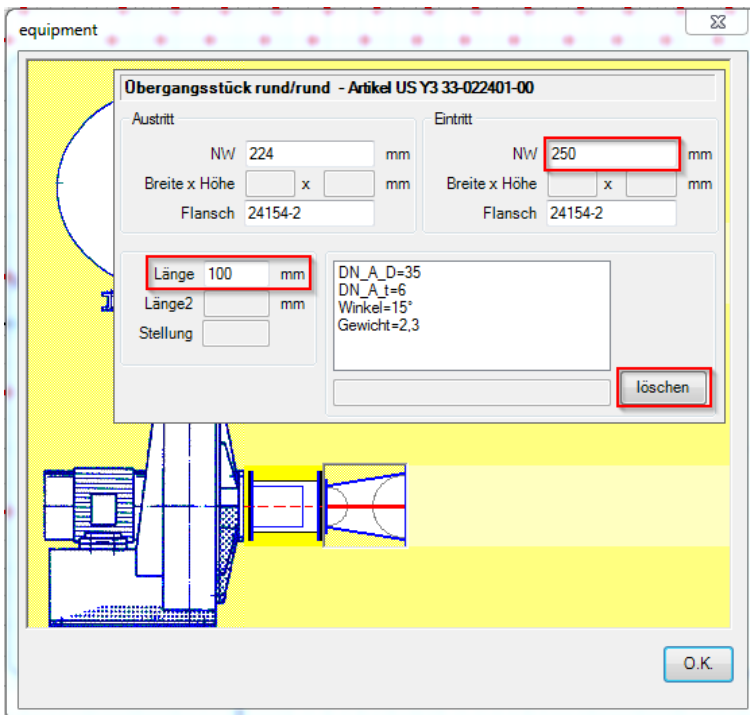 equipment
Übergangsstück rund/rund - Artikel US Y3 33-022401-00
Austritt
NW 224 mm
Breite x Höhe x mm
Flansch 24154-2
Eintritt
NW 250 mm
Breite x Höhe x mm
Flansch 24154-2
Länge 100 mm
Länge2 mm
Stellung
DN_A_D=35
DN_A_t=6
Winkel=15°
Gewicht=2,3
löschen
O.K.